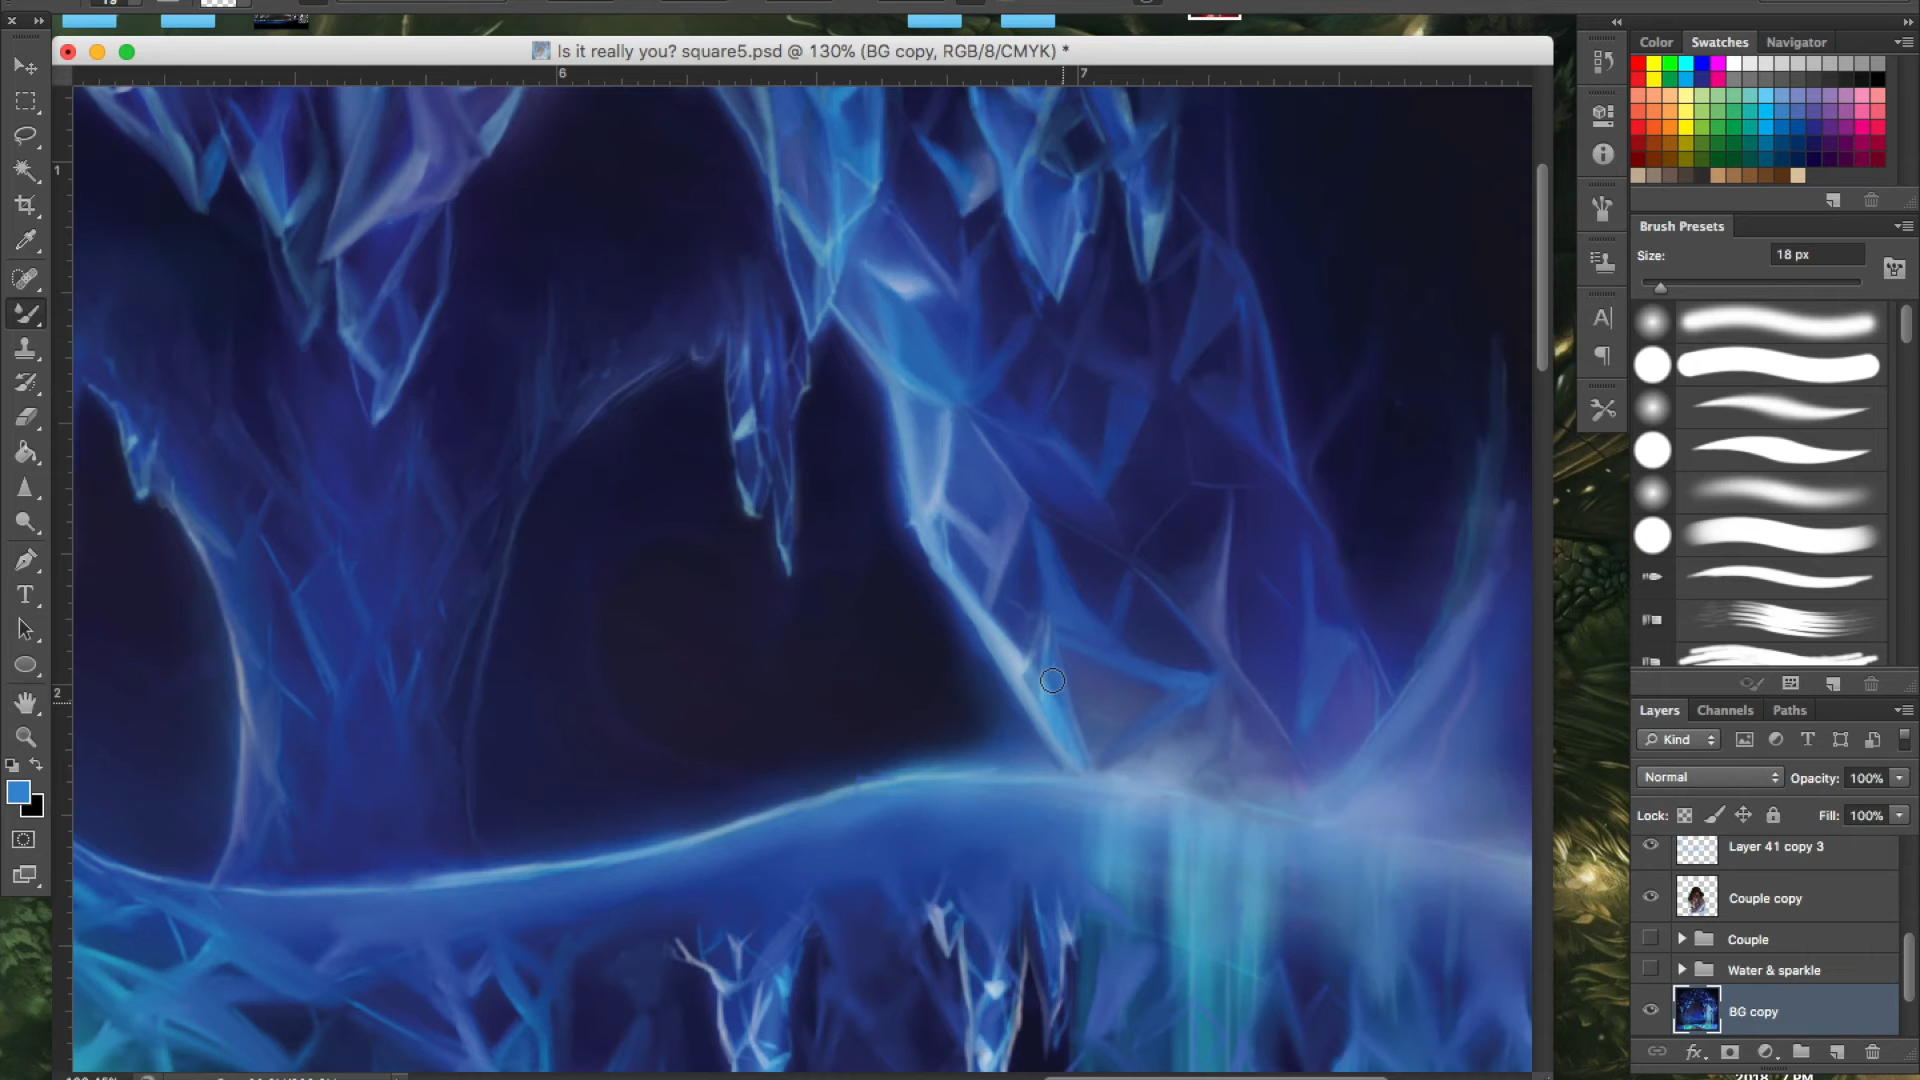 Is it really you? square5.psd @ 130% (BG copy, RGB/8/CMYK) *
6
7
1
2
Color
Swatches
Navigator
Brush Presets
Size:
18 px
Layers
Channels
Paths
Kind
Normal
Opacity:
100%
Lock:
Fill:
100%
Layer 41 copy 3
Couple copy
Couple
Water & sparkle
BG copy
fx